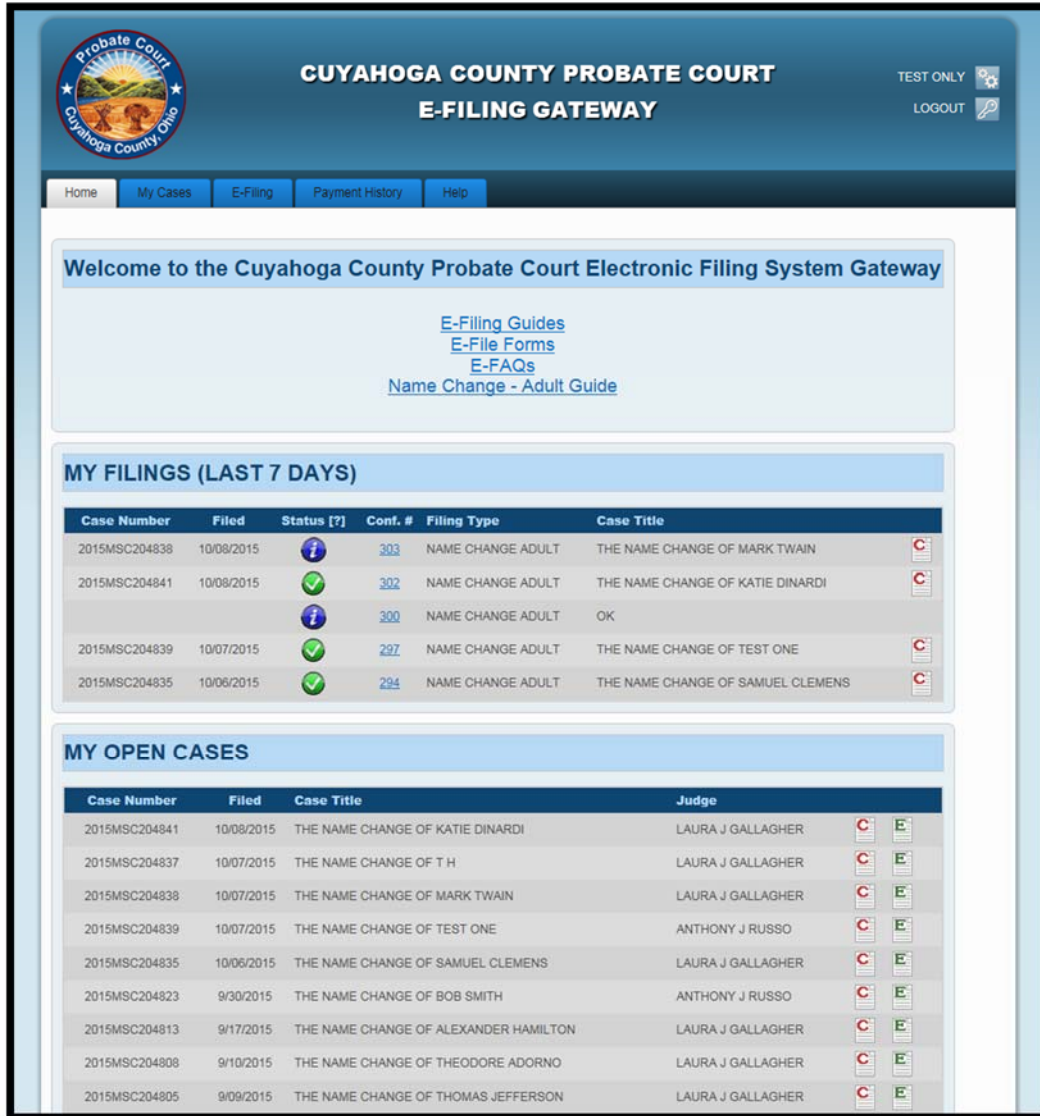 Probate Court
Cuyahoga County, Ohio
CUYAHOGA COUNTY PROBATE COURT
E-FILING GATEWAY
TEST ONLY
LOGOUT
Home My Cases E-Filing Payment History Help
Welcome to the Cuyahoga County Probate Court Electronic Filing System Gateway
E-Filing Guides
E-File Forms
E-FAQs
Name Change - Adult Guide
MY FILINGS (LAST 7 DAYS)
Case Number Filed Status [?] Conf. # Filing Type Case Title
2015MSC204838 10/08/2015 i 303 NAME CHANGE ADULT THE NAME CHANGE OF MARK TWAIN C
2015MSC204841 10/08/2015 302 NAME CHANGE ADULT THE NAME CHANGE OF KATIE DINARDI C
i 300 NAME CHANGE ADULT OK
2015MSC204839 10/07/2015 297 NAME CHANGE ADULT THE NAME CHANGE OF TEST ONE C
2015MSC204835 10/06/2015 294 NAME CHANGE ADULT THE NAME CHANGE OF SAMUEL CLEMENS C
MY OPEN CASES
Case Number Filed Case Title Judge
2015MSC204841 10/08/2015 THE NAME CHANGE OF KATIE DINARDI LAURA J GALLAGHER C E
2015MSC204837 10/07/2015 THE NAME CHANGE OF T H LAURA J GALLAGHER C E
2015MSC204838 10/07/2015 THE NAME CHANGE OF MARK TWAIN LAURA J GALLAGHER C E
2015MSC204839 10/07/2015 THE NAME CHANGE OF TEST ONE ANTHONY J RUSSO C E
2015MSC204835 10/06/2015 THE NAME CHANGE OF SAMUEL CLEMENS LAURA J GALLAGHER C E
2015MSC204823 9/30/2015 THE NAME CHANGE OF BOB SMITH ANTHONY J RUSSO C E
2015MSC204813 9/17/2015 THE NAME CHANGE OF ALEXANDER HAMILTON LAURA J GALLAGHER C E
2015MSC204808 9/10/2015 THE NAME CHANGE OF THEODORE ADORNO LAURA J GALLAGHER C E
2015MSC204805 9/09/2015 THE NAME CHANGE OF THOMAS JEFFERSON LAURA J GALLAGHER C E